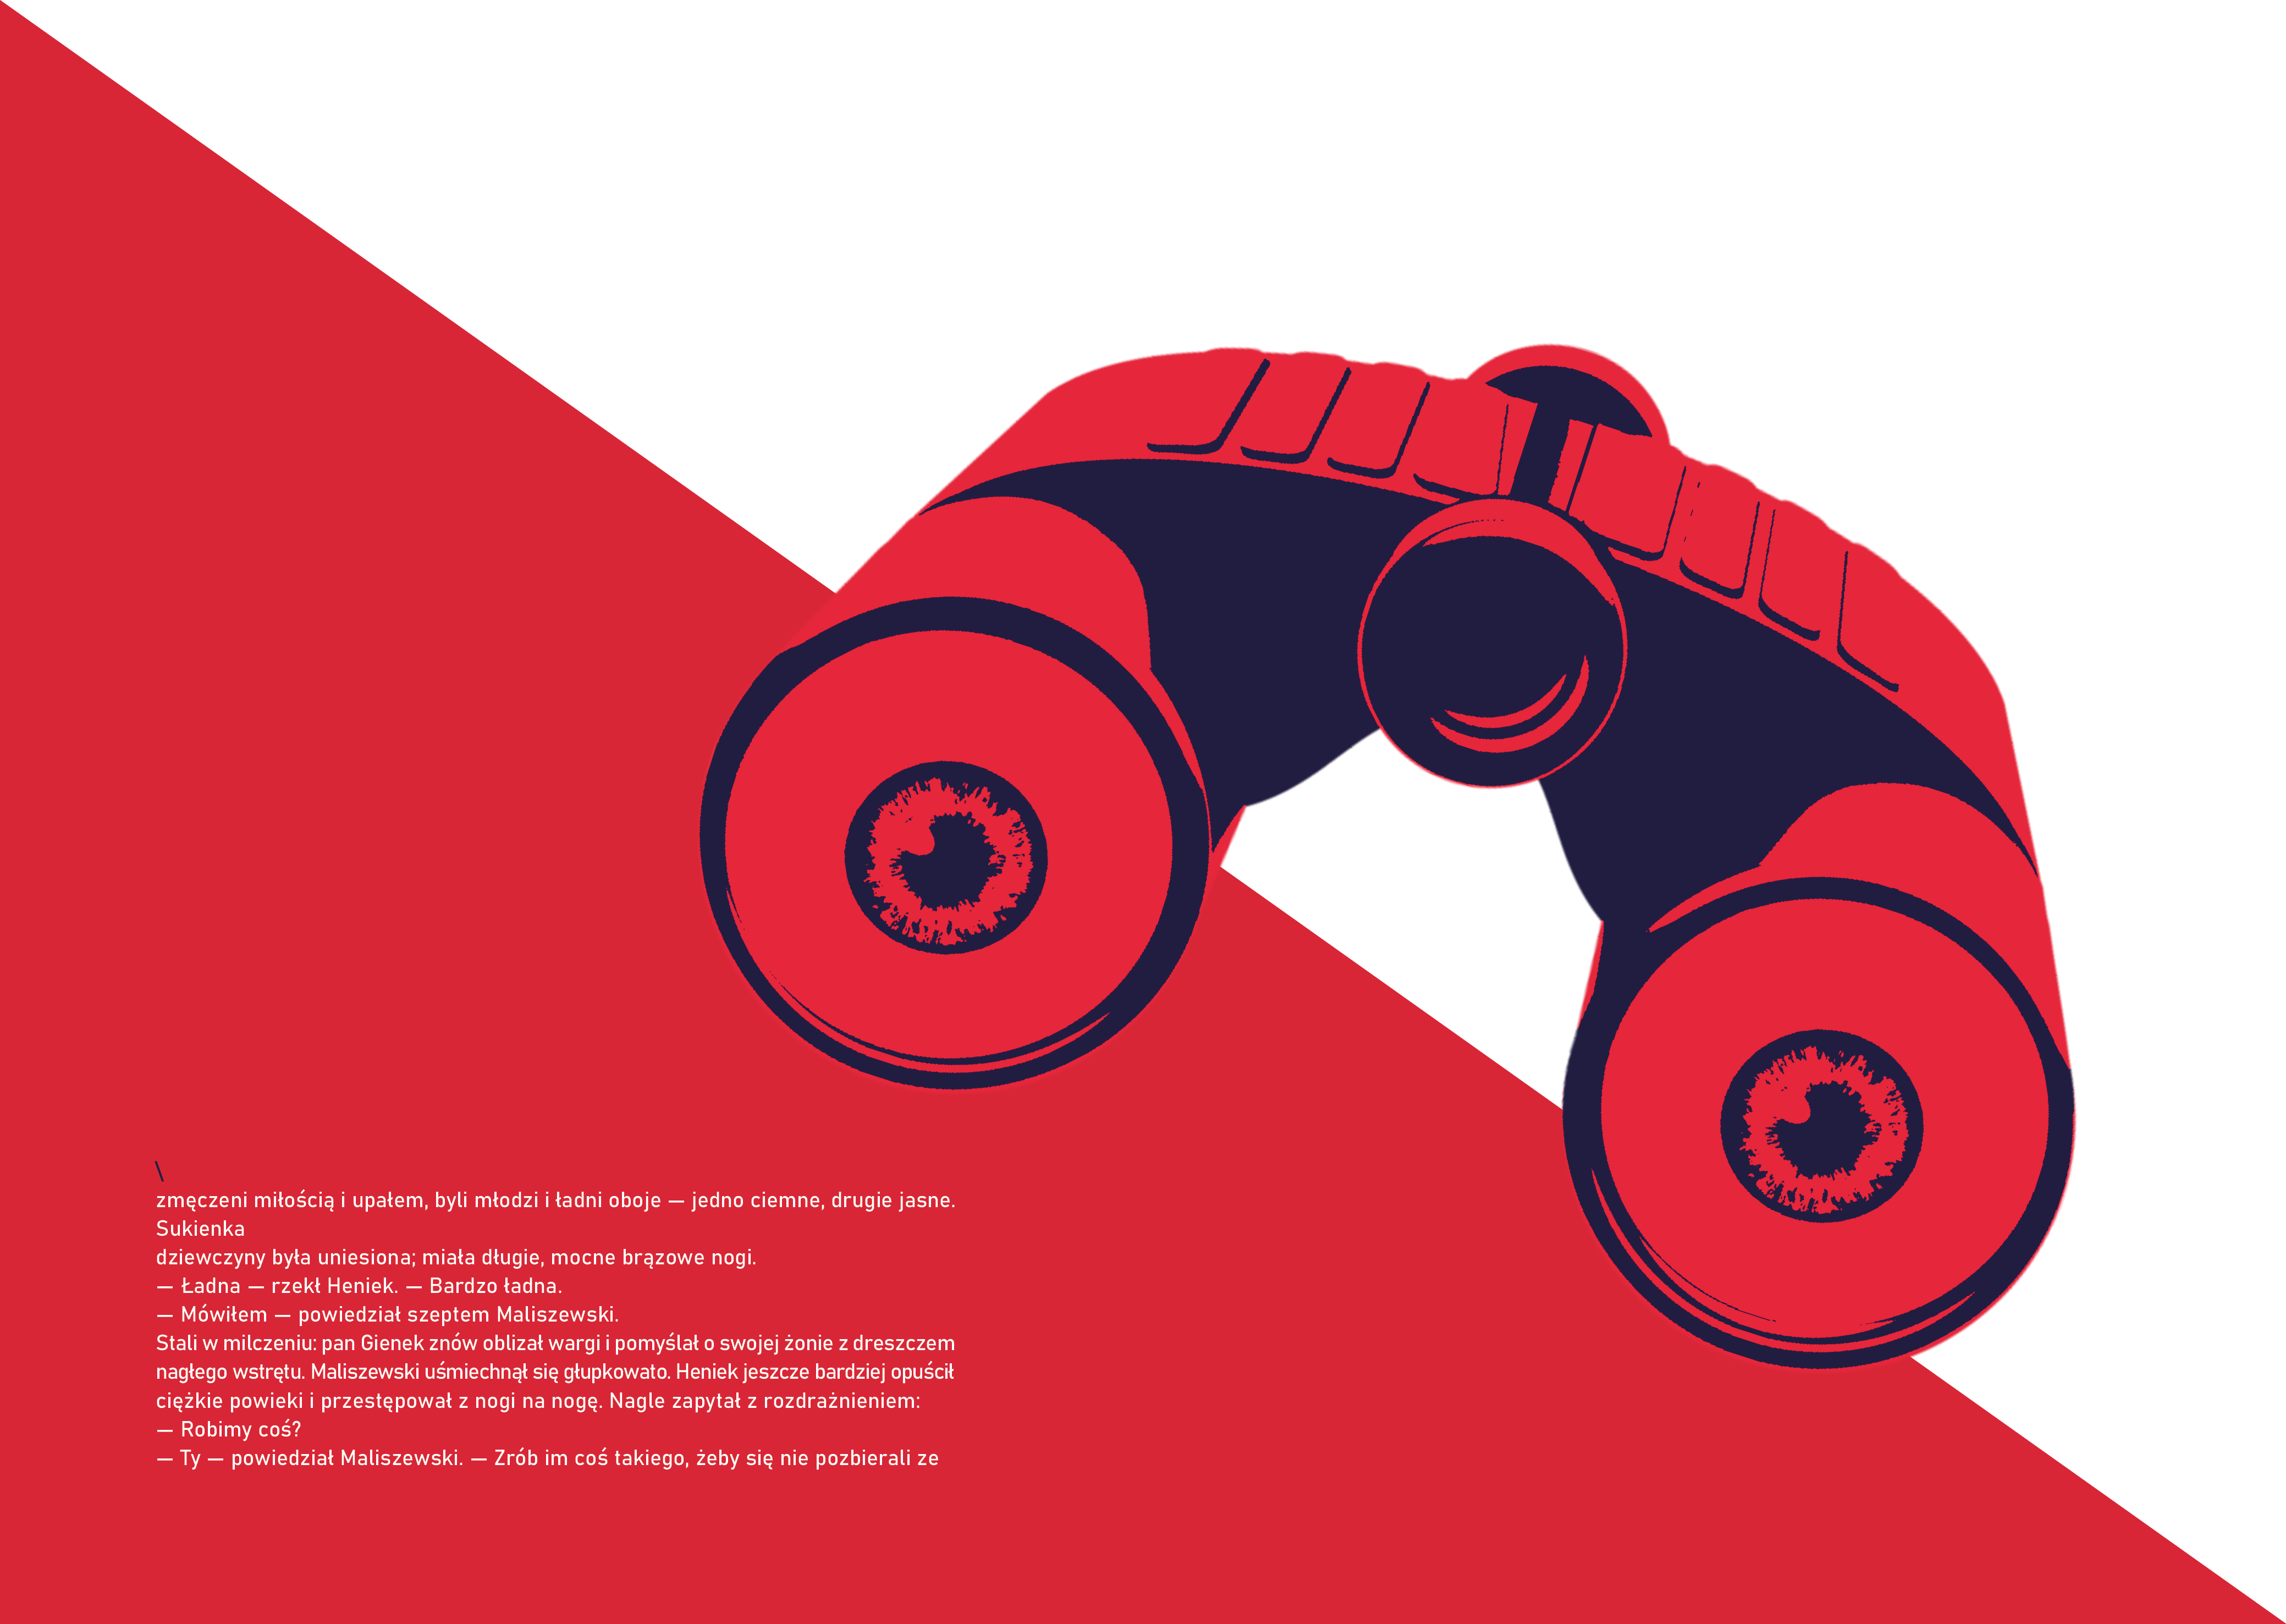 \
zmęczeni miłością i upałem, byli młodzi i ładni oboje — jedno ciemne, drugie jasne.
Sukienka
dziewczyny była uniesiona; miała długie, mocne brązowe nogi.
— Ładna — rzekł Heniek. — Bardzo ładna.
— Mówiłem — powiedział szeptem Maliszewski.
Stali w milczeniu: pan Gienek znów oblizał wargi i pomyślał o swojej żonie z dreszczem
nagłego wstrętu. Maliszewski uśmiechnął się głupkowato. Heniek jeszcze bardziej opuścił
ciężkie powieki i przestępował z nogi na nogę. Nagle zapytał z rozdrażnieniem:
— Robimy coś?
— Ty — powiedział Maliszewski. — Zrób im coś takiego, żeby się nie pozbierali ze